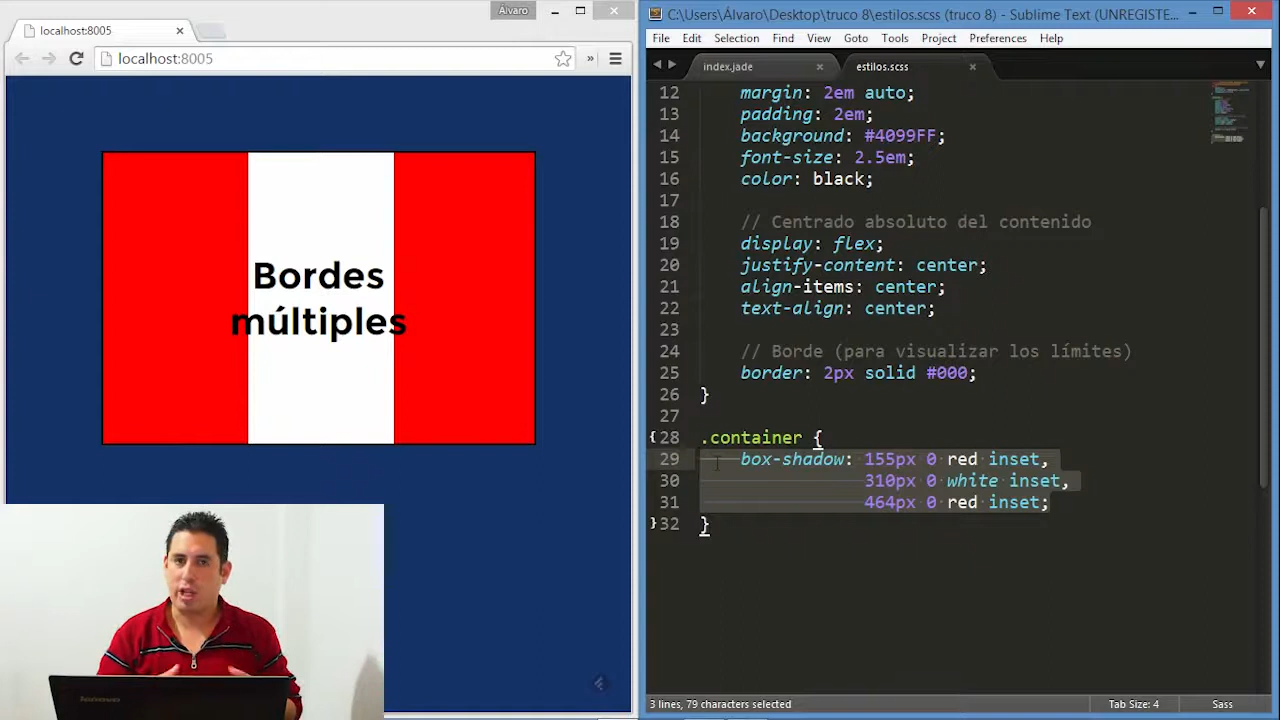 Álvaro
localhost:8005
localhost:8005
»
Bordes
múltiples
C:\Users\Álvaro\Desktop\truco 8\estilos.scss (truco 8) - Sublime Text (UNREGISTE...
File Edit Selection Find View Goto Tools Project Preferences Help
index.jade estilos.scss
12 margin: 2em auto;
13 padding: 2em;
14 background: #4099FF;
15 font-size: 2.5em;
16 color: black;
17
18 // Centrado absoluto del contenido
19 display: flex;
20 justify-content: center;
21 align-items: center;
22 text-align: center;
23
24 // Borde (para visualizar los límites)
25 border: 2px solid #000;
26 }
27
28 .container {
29 box-shadow: 155px 0 red inset,
30 310px 0 white inset,
31 464px 0 red inset;
32 }
3 lines, 79 characters selected Tab Size: 4 Sass